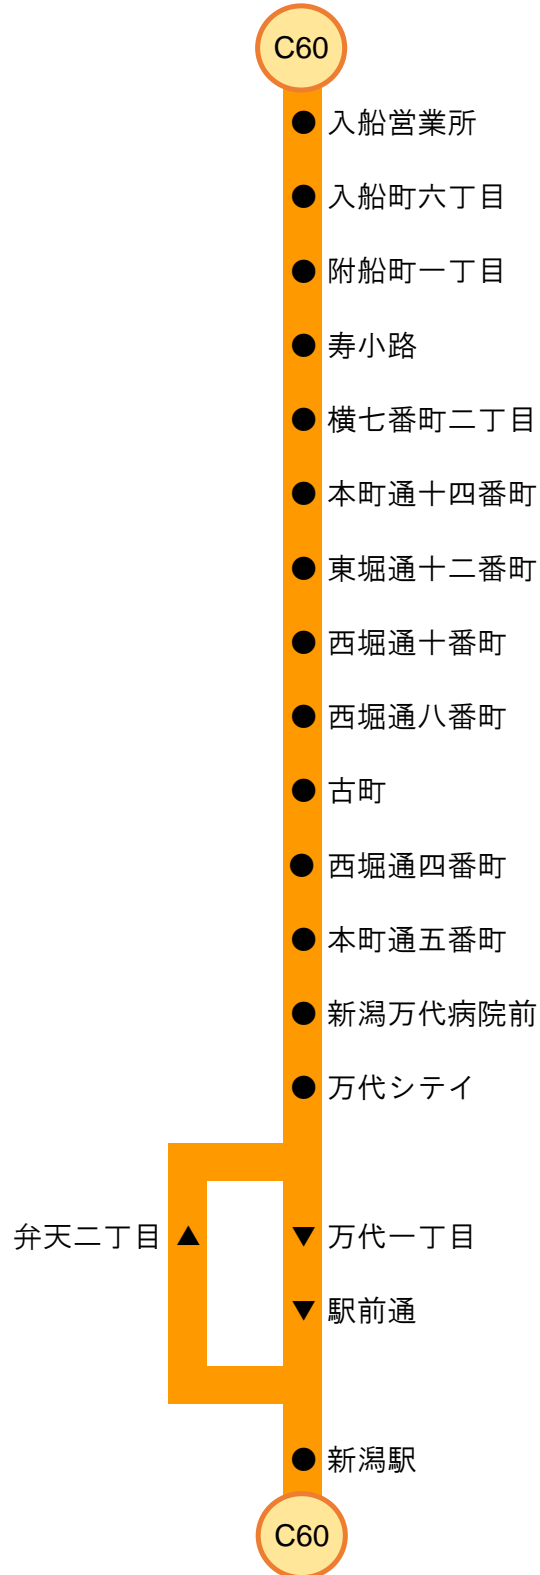 C60
入船営業所
入船町六丁目
附船町一丁目
寿小路
横七番町二丁目
本町通十四番町
東堀通十二番町
西堀通十番町
西堀通八番町
古町
西堀通四番町
本町通五番町
新潟万代病院前
万代シテイ
弁天二丁目
万代一丁目
駅前通
新潟駅
C60